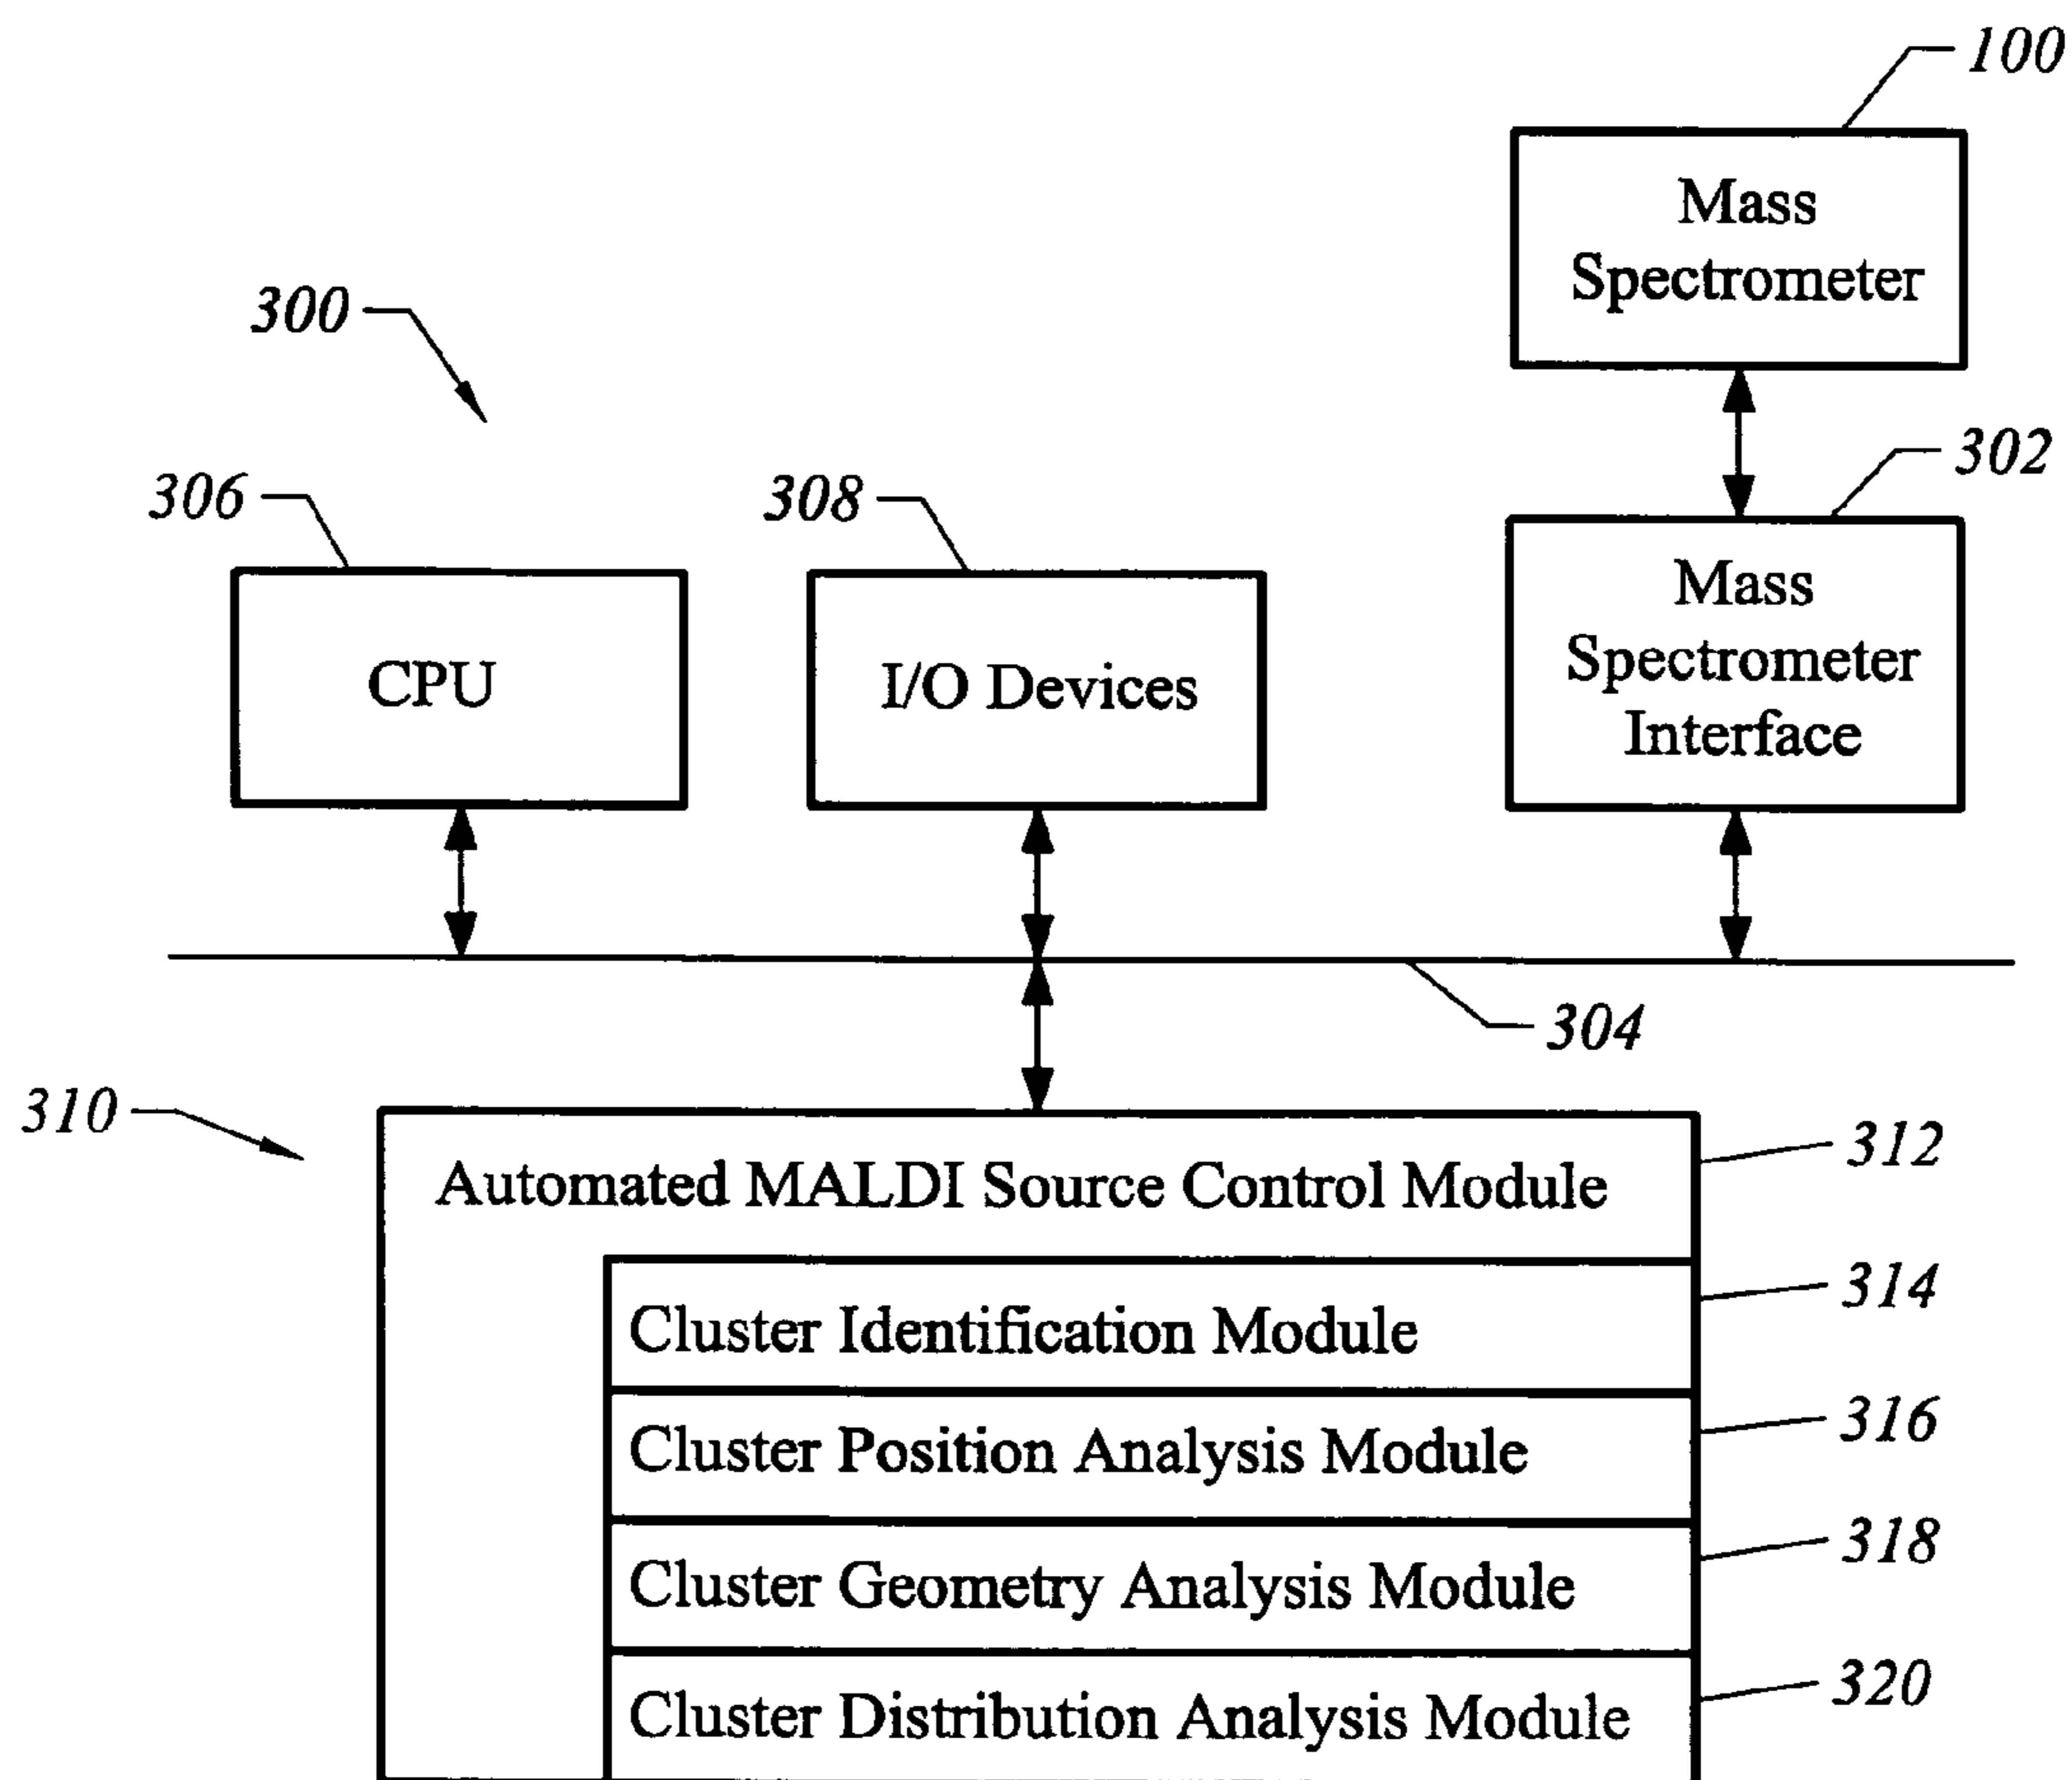 100
Mass
Spectrometer
300
302
306
308
Mass
Spectrometer
Interface
CPU
I/O Devices
304
310
312
Automated MALDI Source Control Module
314
Cluster Identification Module
316
Cluster Position Analysis Module
318
Cluster Geometry Analysis Module
320
Cluster Distribution Analysis Module